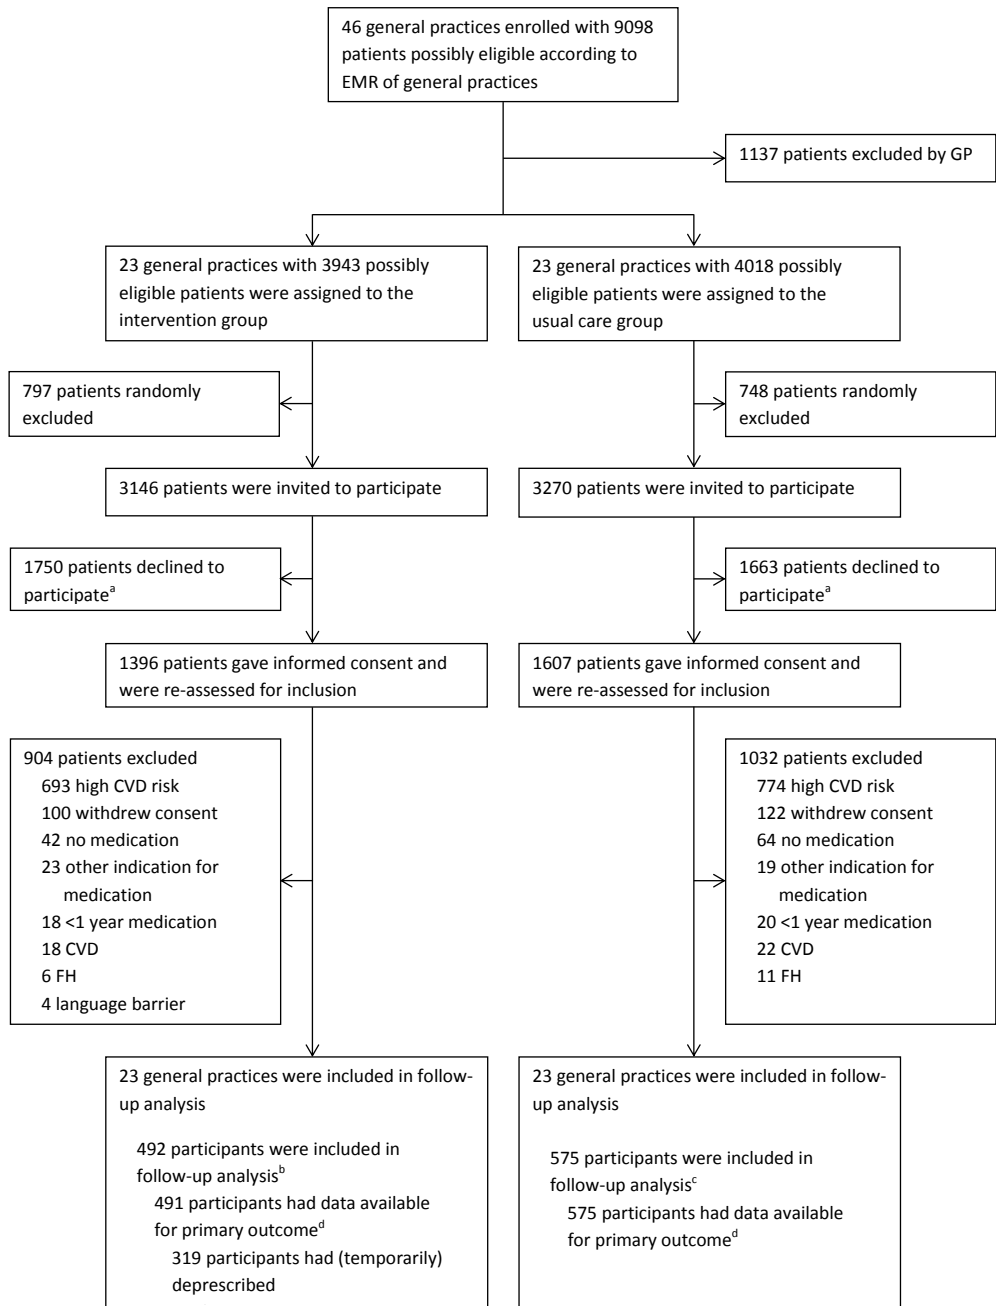 46 general practices enrolled with 9098
patients possibly eligible according to
EMR of general practices
1137 patients excluded by GP
23 general practices with 3943 possibly
eligible patients were assigned to the
intervention group
23 general practices with 4018 possibly
eligible patients were assigned to the
usual care group
797 patients randomly
excluded
748 patients randomly
excluded
3146 patients were invited to participate
3270 patients were invited to participate
1750 patients declined to
participateᵃ
1663 patients declined to
participateᵃ
1396 patients gave informed consent and
were re-assessed for inclusion
1607 patients gave informed consent and
were re-assessed for inclusion
904 patients excluded
693 high CVD risk
100 withdrew consent
42 no medication
23 other indication for
medication
18 <1 year medication
18 CVD
6 FH
4 language barrier
1032 patients excluded
774 high CVD risk
122 withdrew consent
64 no medication
19 other indication for
medication
20 <1 year medication
22 CVD
11 FH
23 general practices were included in follow-
up analysis
492 participants were included in
follow-up analysisᵇ
491 participants had data available
for primary outcomeᵈ
319 participants had (temporarily)
deprescribed
23 general practices were included in follow-
up analysis
575 participants were included in
follow-up analysisᶜ
575 participants had data available
for primary outcomeᵈ